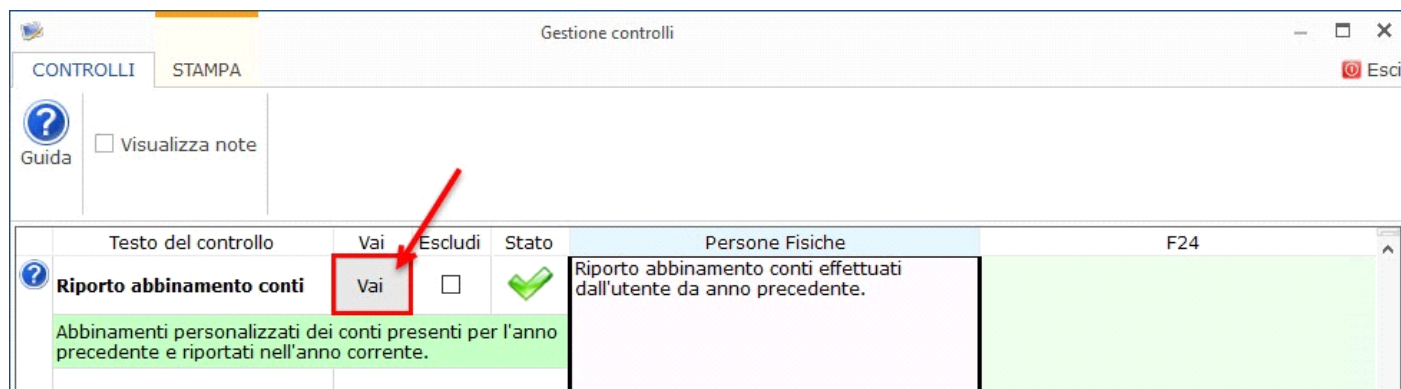 Gestione controlli
CONTROLLI STAMPA Esci
Guida Visualizza note
Testo del controllo Vai Escludi Stato Persone Fisiche F24
Riporto abbinamento conti Vai
Riporto abbinamento conti effettuati
dall'utente da anno precedente.
Abbinamenti personalizzati dei conti presenti per l'anno
precedente e riportati nell'anno corrente.